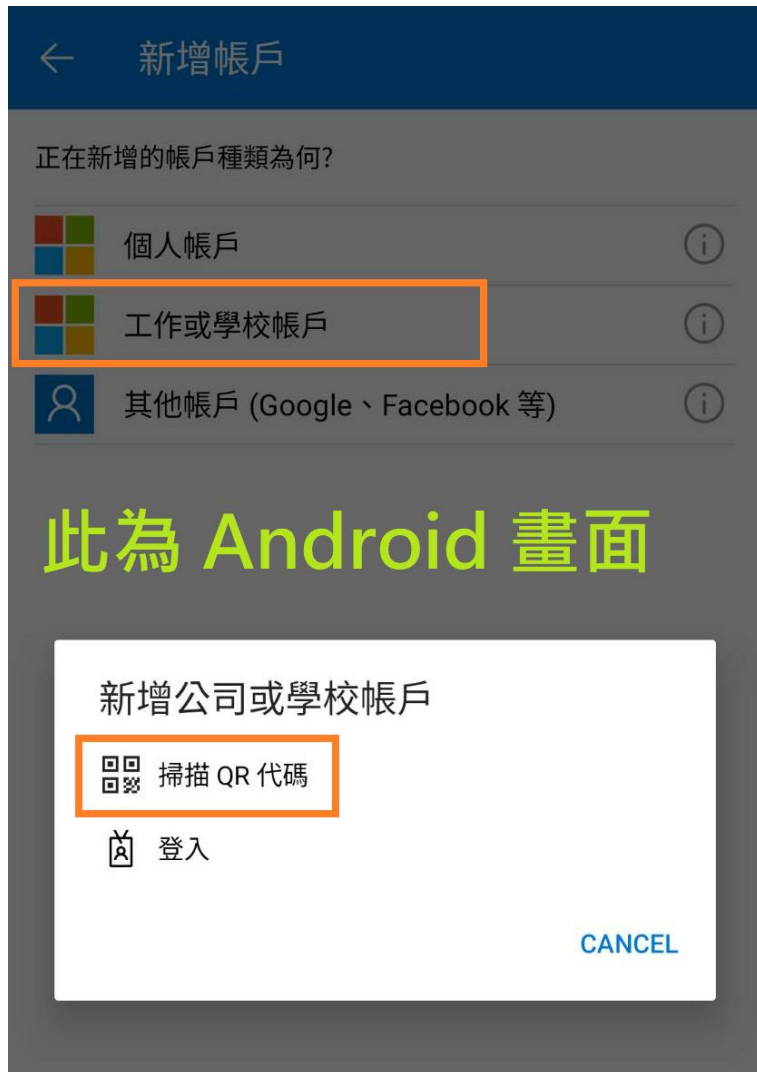 新增帳戶
正在新增的帳戶種類為何?
個人帳戶
工作或學校帳戶
其他帳戶 (Google、Facebook 等)
此為 Android 畫面
新增公司或學校帳戶
掃描 QR 代碼
登入
CANCEL